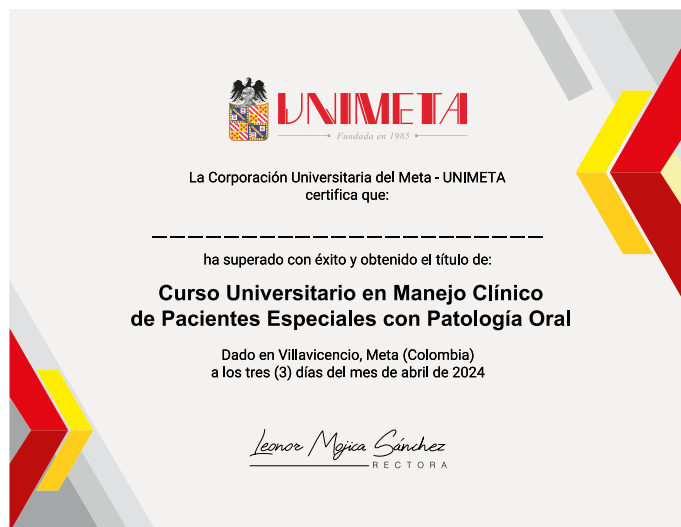 UNIMETA
Fundada en 1985
La Corporación Universitaria del Meta - UNIMETA
certifica que:
ha superado con éxito y obtenido el título de:
Curso Universitario en Manejo Clínico
de Pacientes Especiales con Patología Oral
Dado en Villavicencio, Meta (Colombia)
a los tres (3) días del mes de abril de 2024
Leonor Mojica Sánchez
RECTORA